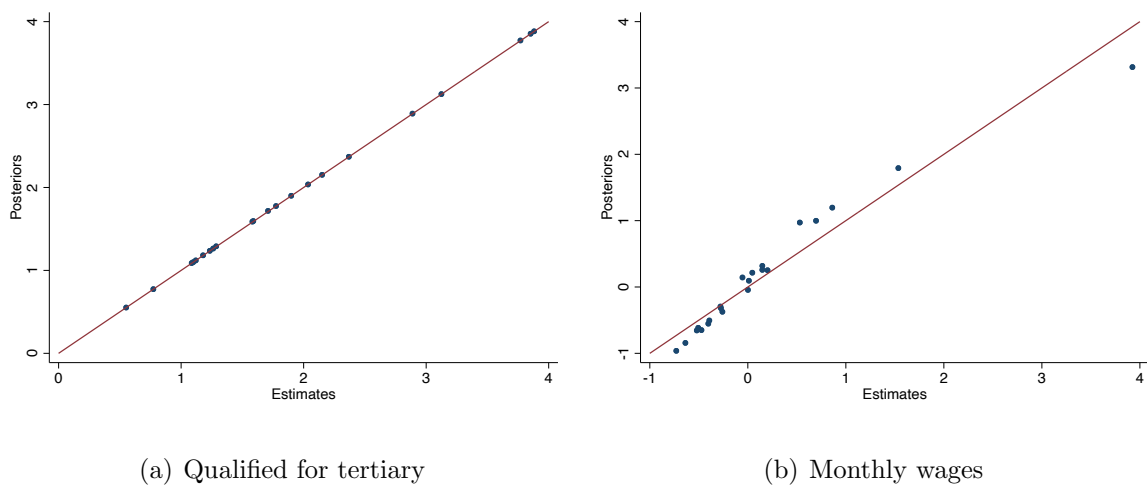 4
3
2
1
0
Posteriors
0 1 2 3 4
Estimates
(a) Qualified for tertiary
4
3
2
1
0
-1
Posteriors
-1 0 1 2 3 4
Estimates
(b) Monthly wages